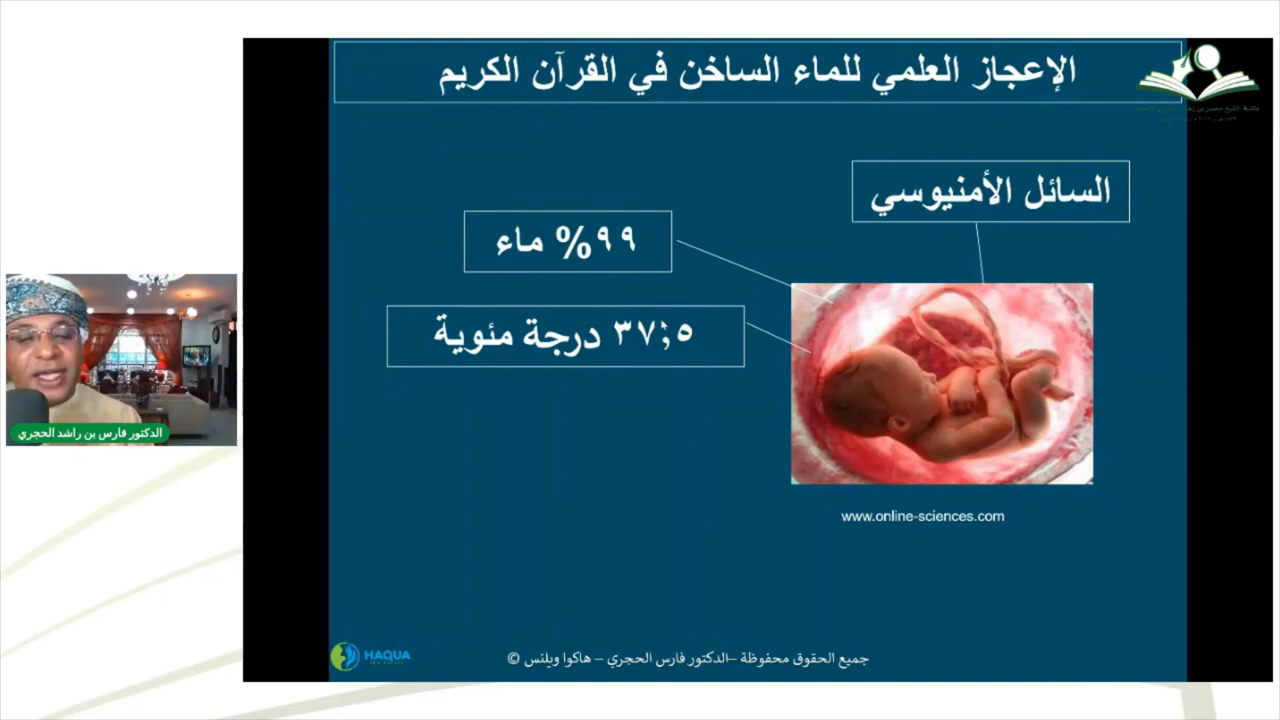 الإعجاز العلمي للماء الساخن في القرآن الكريم
السائل الأمنيوسي
٩٩% ماء
٣٧;٥ درجة مئوية
www.online-sciences.com
الدكتور فارس بن راشد الحجري
HAQUA
جميع الحقوق محفوظة –الدكتور فارس الحجري – هاكوا ويلنس ©